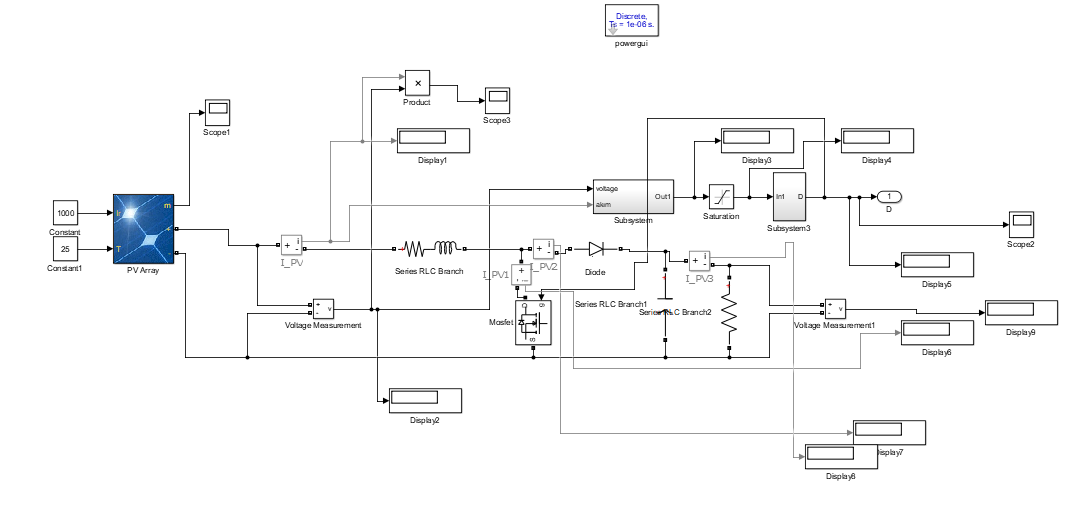 Discrete,
Ts = 1e-06 s.
powergui
×
Product
Scope1
Scope3
Display1
Display3
Display4
voltage
akım
Out1
Subsystem
Saturation
In1
D
Subsystem3
1
D
Scope2
1000
Constant
25
Constant1
Ir
T
m
+
-
PV Array
+
-
i
I_PV
Series RLC Branch
+
I_PV1
+
-
i
I_PV2
Diode
+
-
i
I_PV3
Display5
Series RLC Branch1
Series RLC Branch2
Mosfet
+
-
v
Voltage Measurement
+
-
v
Voltage Measurement1
Display9
Display6
Display2
Display7
Display8